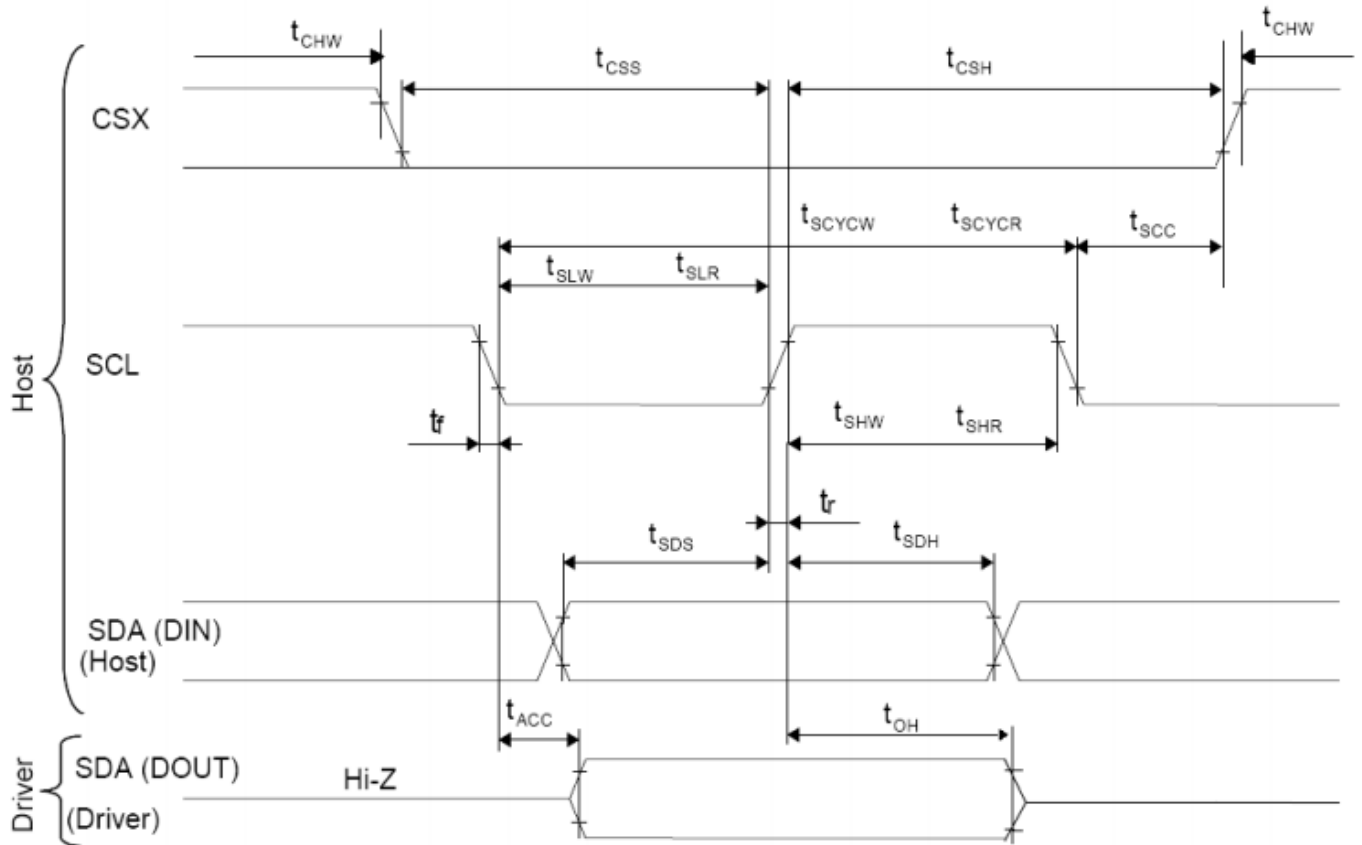 tCHW
tCHW
tCSS
tCSH
CSX
tSCYCW
tSCYCR
tSCC
tSLW
tSLR
Host
SCL
tf
tSHW
tSHR
tr
tSDS
tSDH
SDA (DIN)
(Host)
tACC
tOH
Driver
SDA (DOUT)
Hi-Z
(Driver)